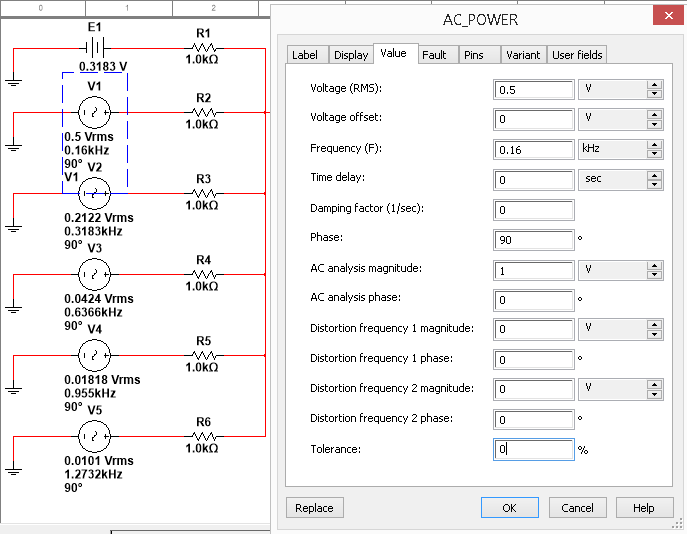 0
1
2
E1
0.3183 V
R1
1.0kΩ
V1
0.5 Vrms
0.16kHz
90°
V1
R2
1.0kΩ
V2
0.2122 Vrms
0.3183kHz
90°
R3
1.0kΩ
V3
0.0424 Vrms
0.6366kHz
90°
R4
1.0kΩ
V4
0.01818 Vrms
0.955kHz
90°
R5
1.0kΩ
V5
0.0101 Vrms
1.2732kHz
90°
R6
1.0kΩ
AC_POWER
Label Display Value Fault Pins Variant User fields
Voltage (RMS): 0.5 V
Voltage offset: 0 V
Frequency (F): 0.16 kHz
Time delay: 0 sec
Damping factor (1/sec): 0
Phase: 90 °
AC analysis magnitude: 1 V
AC analysis phase: 0 °
Distortion frequency 1 magnitude: 0 V
Distortion frequency 1 phase: 0 °
Distortion frequency 2 magnitude: 0 V
Distortion frequency 2 phase: 0 °
Tolerance: 0 %
Replace OK Cancel Help